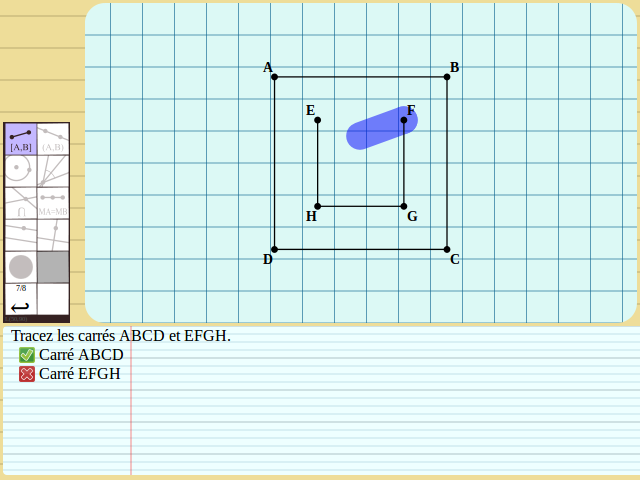 A B
E F
[A,B] (A,B)
H G
∩ MA=MB
D C
7/8
Tracez les carrés ABCD et EFGH.
Carré ABCD
Carré EFGH